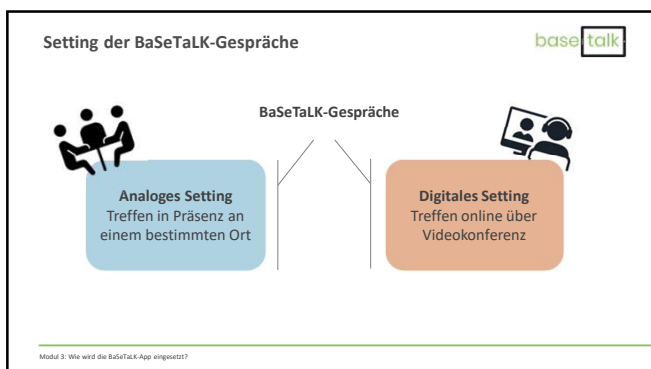 Setting der BaSeTaLK-Gespräche
base talk
BaSeTaLK-Gespräche
Analoges Setting
Treffen in Präsenz an
einem bestimmten Ort
Digitales Setting
Treffen online über
Videokonferenz
Modul 3: Wie wird die BaSeTaLK-App eingesetzt?